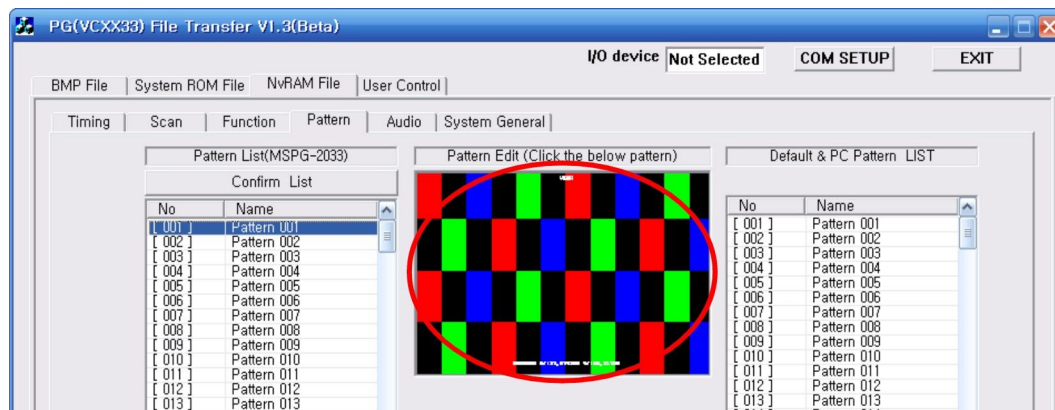 PG(VCXX33) File Transfer V1.3(Beta)
I/O device Not Selected COM SETUP EXIT
BMP File System ROM File NvRAM File User Control
Timing Scan Function Pattern Audio System General
Pattern List(MSPG-2033) Pattern Edit (Click the below pattern) Default & PC Pattern LIST
Confirm List
No Name No Name
[ 001 ] Pattern 001 [ 001 ] Pattern 001
[ 002 ] Pattern 002 [ 002 ] Pattern 002
[ 003 ] Pattern 003 [ 003 ] Pattern 003
[ 004 ] Pattern 004 [ 004 ] Pattern 004
[ 005 ] Pattern 005 [ 005 ] Pattern 005
[ 006 ] Pattern 006 [ 006 ] Pattern 006
[ 007 ] Pattern 007 [ 007 ] Pattern 007
[ 008 ] Pattern 008 [ 008 ] Pattern 008
[ 009 ] Pattern 009 [ 009 ] Pattern 009
[ 010 ] Pattern 010 [ 010 ] Pattern 010
[ 011 ] Pattern 011 [ 011 ] Pattern 011
[ 012 ] Pattern 012 [ 012 ] Pattern 012
[ 013 ] Pattern 013 [ 013 ] Pattern 013